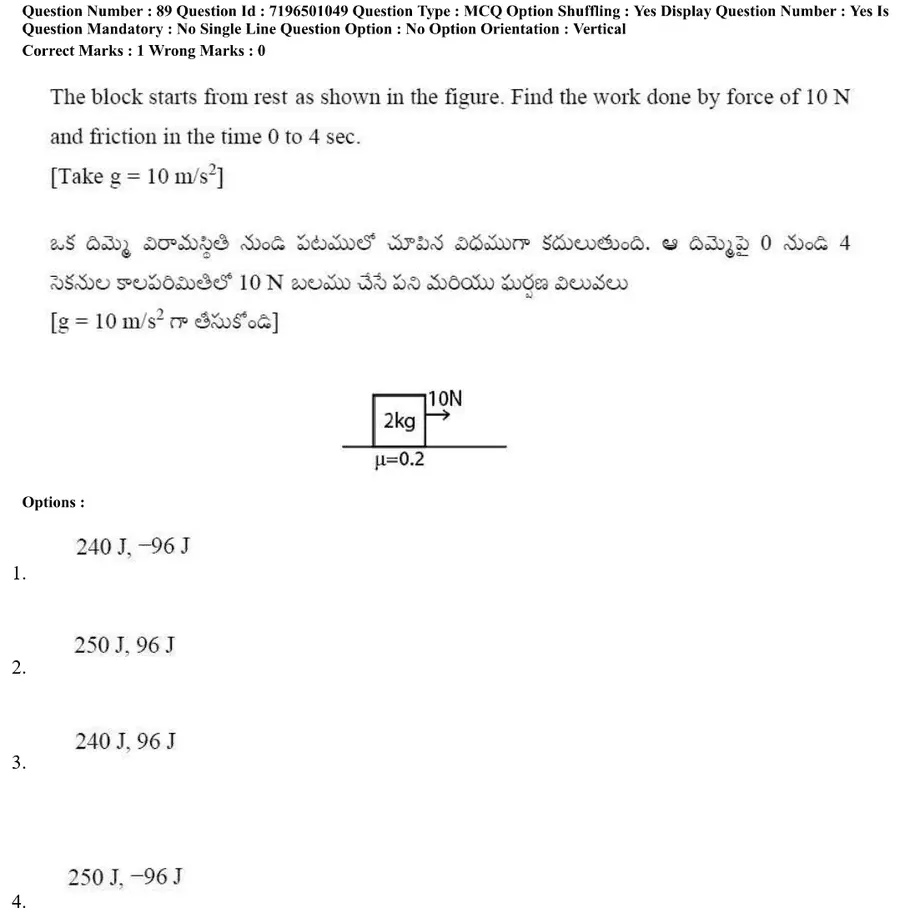 Question Number : 89 Question Id : 7196501049 Question Type : MCQ Option Shuffling : Yes Display Question Number : Yes Is
Question Mandatory : No Single Line Question Option : No Option Orientation : Vertical
Correct Marks : 1 Wrong Marks : 0
The block starts from rest as shown in the figure. Find the work done by force of 10 N
and friction in the time 0 to 4 sec.
[Take g = 10 m/s²]
ఒక దిమ్మె విరామస్థితి నుండి పటములో చూపిన విధముగా కదులుతుంది. ఆ దిమ్మెపై 0 నుండి 4
సెకనుల కాలపరిమితిలో 10 N బలము చేసే పని మరియు ఘర్షణ విలువలు
[g = 10 m/s² గా తీసుకోండి]
10N
2kg
μ=0.2
Options :
240 J, −96 J
1.
250 J, 96 J
2.
240 J, 96 J
3.
250 J, −96 J
4.